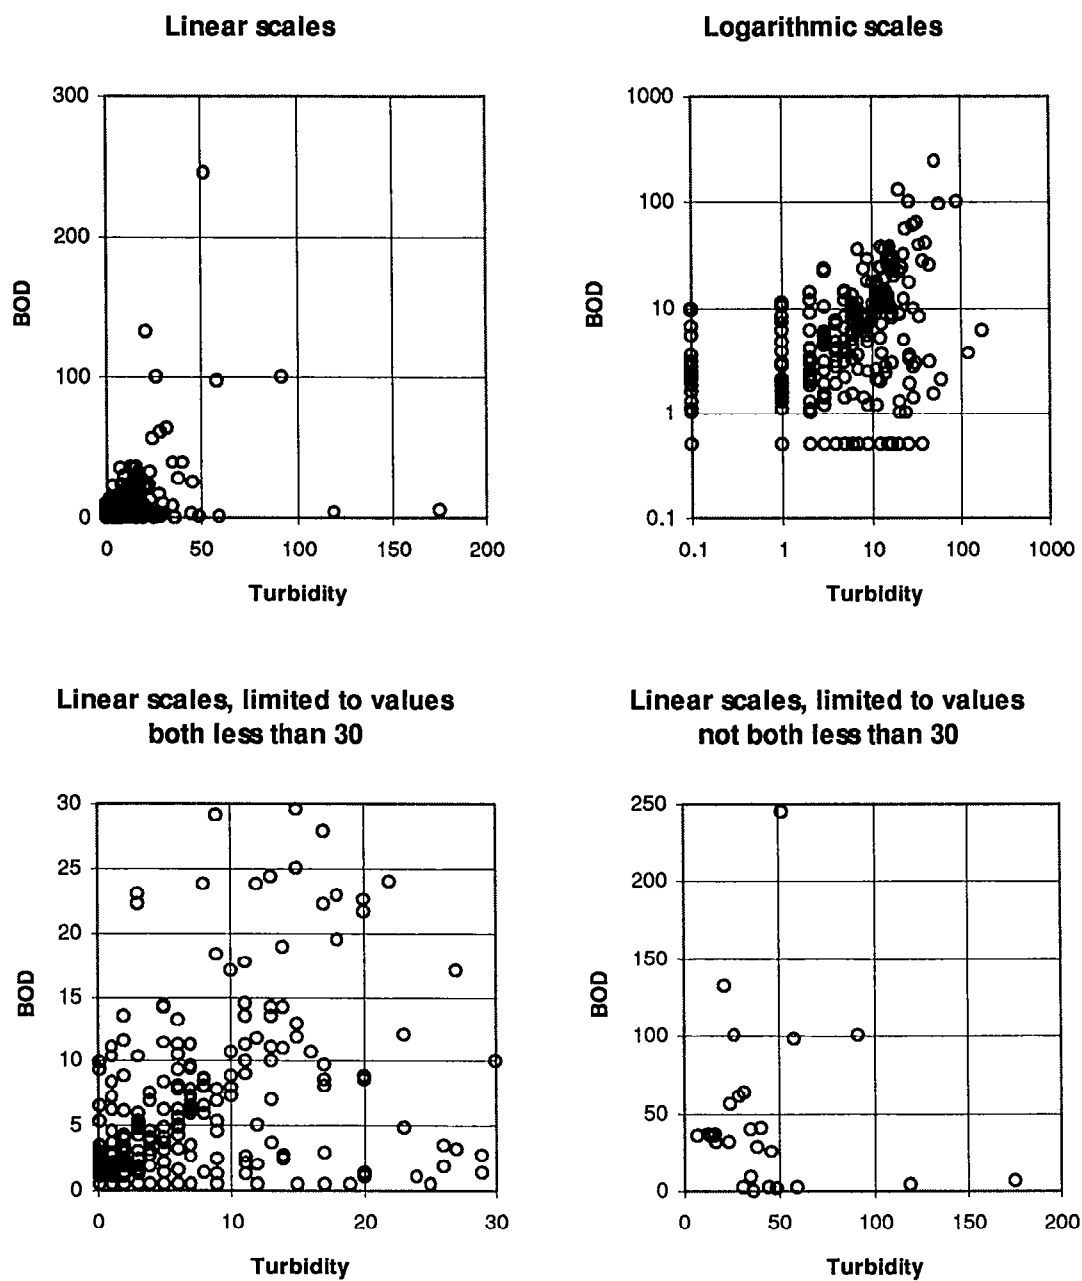 Linear scales
300
200
100
0
BOD
0 50 100 150 200
Turbidity
Logarithmic scales
1000
100
10
1
0.1
BOD
0.1 1 10 100 1000
Turbidity
Linear scales, limited to values
both less than 30
30
25
20
15
10
5
0
BOD
0 10 20 30
Turbidity
Linear scales, limited to values
not both less than 30
250
200
150
100
50
0
BOD
0 50 100 150 200
Turbidity